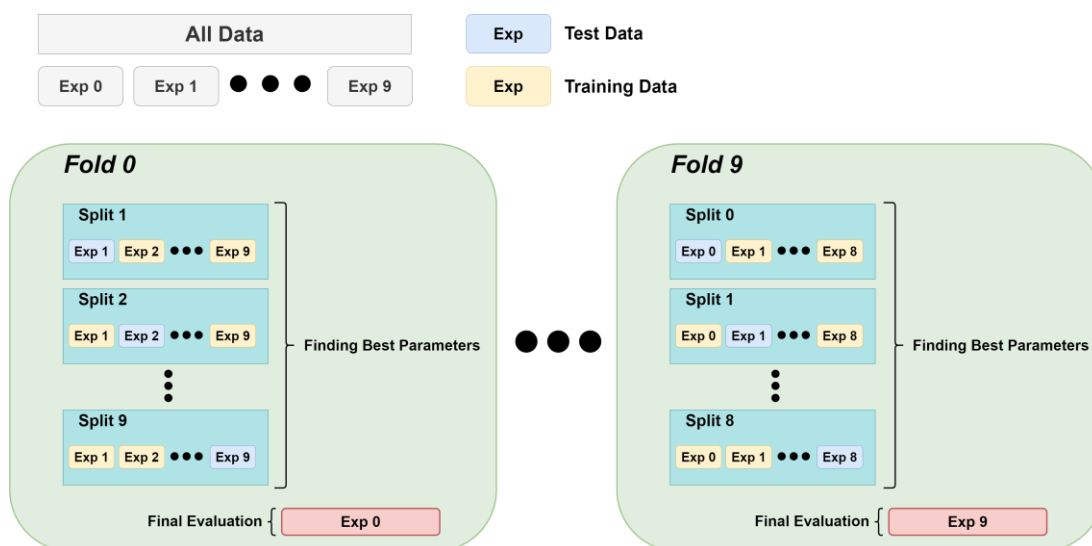 All Data
Exp 0 Exp 1 Exp 9
Exp Test Data
Exp Training Data
Fold 0
Split 1
Exp 1 Exp 2 Exp 9
Split 2
Exp 1 Exp 2 Exp 9
Split 9
Exp 1 Exp 2 Exp 9
Finding Best Parameters
Final Evaluation Exp 0
Fold 9
Split 0
Exp 0 Exp 1 Exp 8
Split 1
Exp 0 Exp 1 Exp 8
Split 8
Exp 0 Exp 1 Exp 8
Finding Best Parameters
Final Evaluation Exp 9